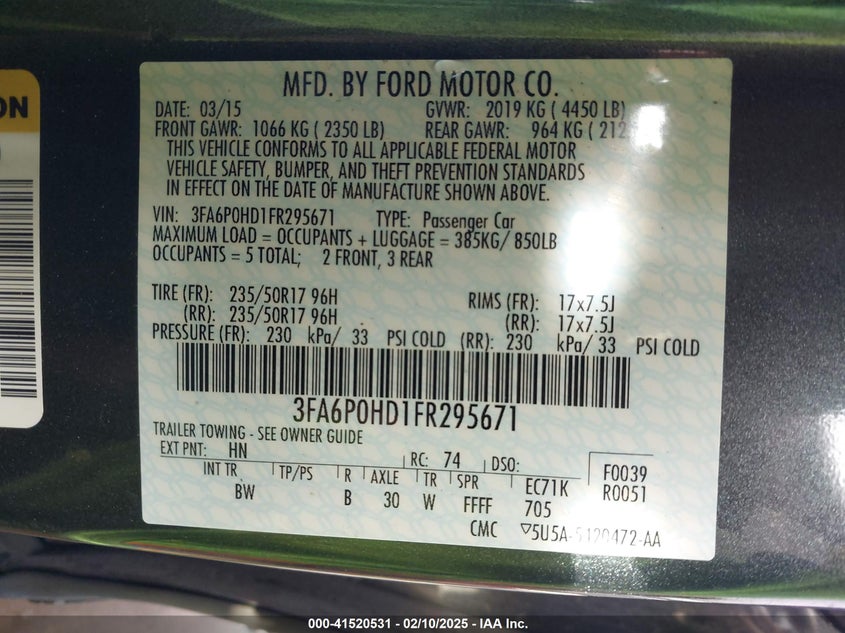 ON
MFD. BY FORD MOTOR CO.
DATE: 03/15 GVWR: 2019 KG ( 4450 LB)
FRONT GAWR: 1066 KG ( 2350 LB) REAR GAWR: 964 KG (
THIS VEHICLE CONFORMS TO ALL APPLICABLE FEDERAL MOTOR
VEHICLE SAFETY, BUMPER, AND THEFT PREVENTION STANDARDS
IN EFFECT ON THE DATE OF MANUFACTURE SHOWN ABOVE.
VIN: 3FA6P0HD1FR295671 TYPE: Passenger Car
MAXIMUM LOAD = OCCUPANTS + LUGGAGE = 385KG/ 850LB
OCCUPANTS = 5 TOTAL; 2 FRONT, 3 REAR
TIRE (FR): 235/50R17 96H RIMS (FR): 17x7.5J
(RR): 235/50R17 96H (RR): 17x7.5J
PRESSURE (FR): 230 kPa/ 33 PSI COLD (RR): 230 kPa/ 33 PSI COLD
3FA6P0HD1FR295671
TRAILER TOWING - SEE OWNER GUIDE
EXT PNT: HN RC: 74 DSO: F0039
INT TR TP/PS R AXLE TR SPR EC71K R0051
BW B 30 W FFFF 705
CMC ▽5U5A-5420472-AA
000-41520531 — 02/10/2025 — IAA Inc.